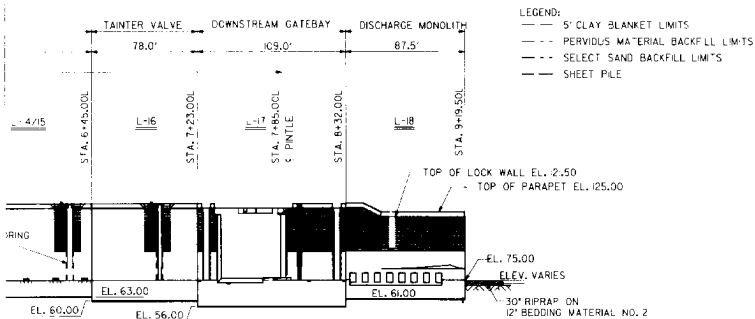 TAINTER VALVE
DOWNSTREAM GATEBAY
DISCHARGE MONOLITH
78.0'
109.0'
87.5'
LEGEND:
5' CLAY BLANKET LIMITS
PERVIOUS MATERIAL BACKFILL LIMITS
SELECT SAND BACKFILL LIMITS
SHEET PILE
L-4/15
STA. 6+45.00L
L-16
STA. 7+23.00L
L-17
STA. 7+85.00L
℄ PINTLE
STA. 8+32.00L
L-18
STA. 9+19.50L
TOP OF LOCK WALL EL. 12.50
TOP OF PARAPET EL. 125.00
ORING
EL. 75.00
ELEV. VARIES
EL. 63.00
EL. 61.00
EL. 60.00
EL. 56.00
30" RIPRAP ON
12" BEDDING MATERIAL NO. 2